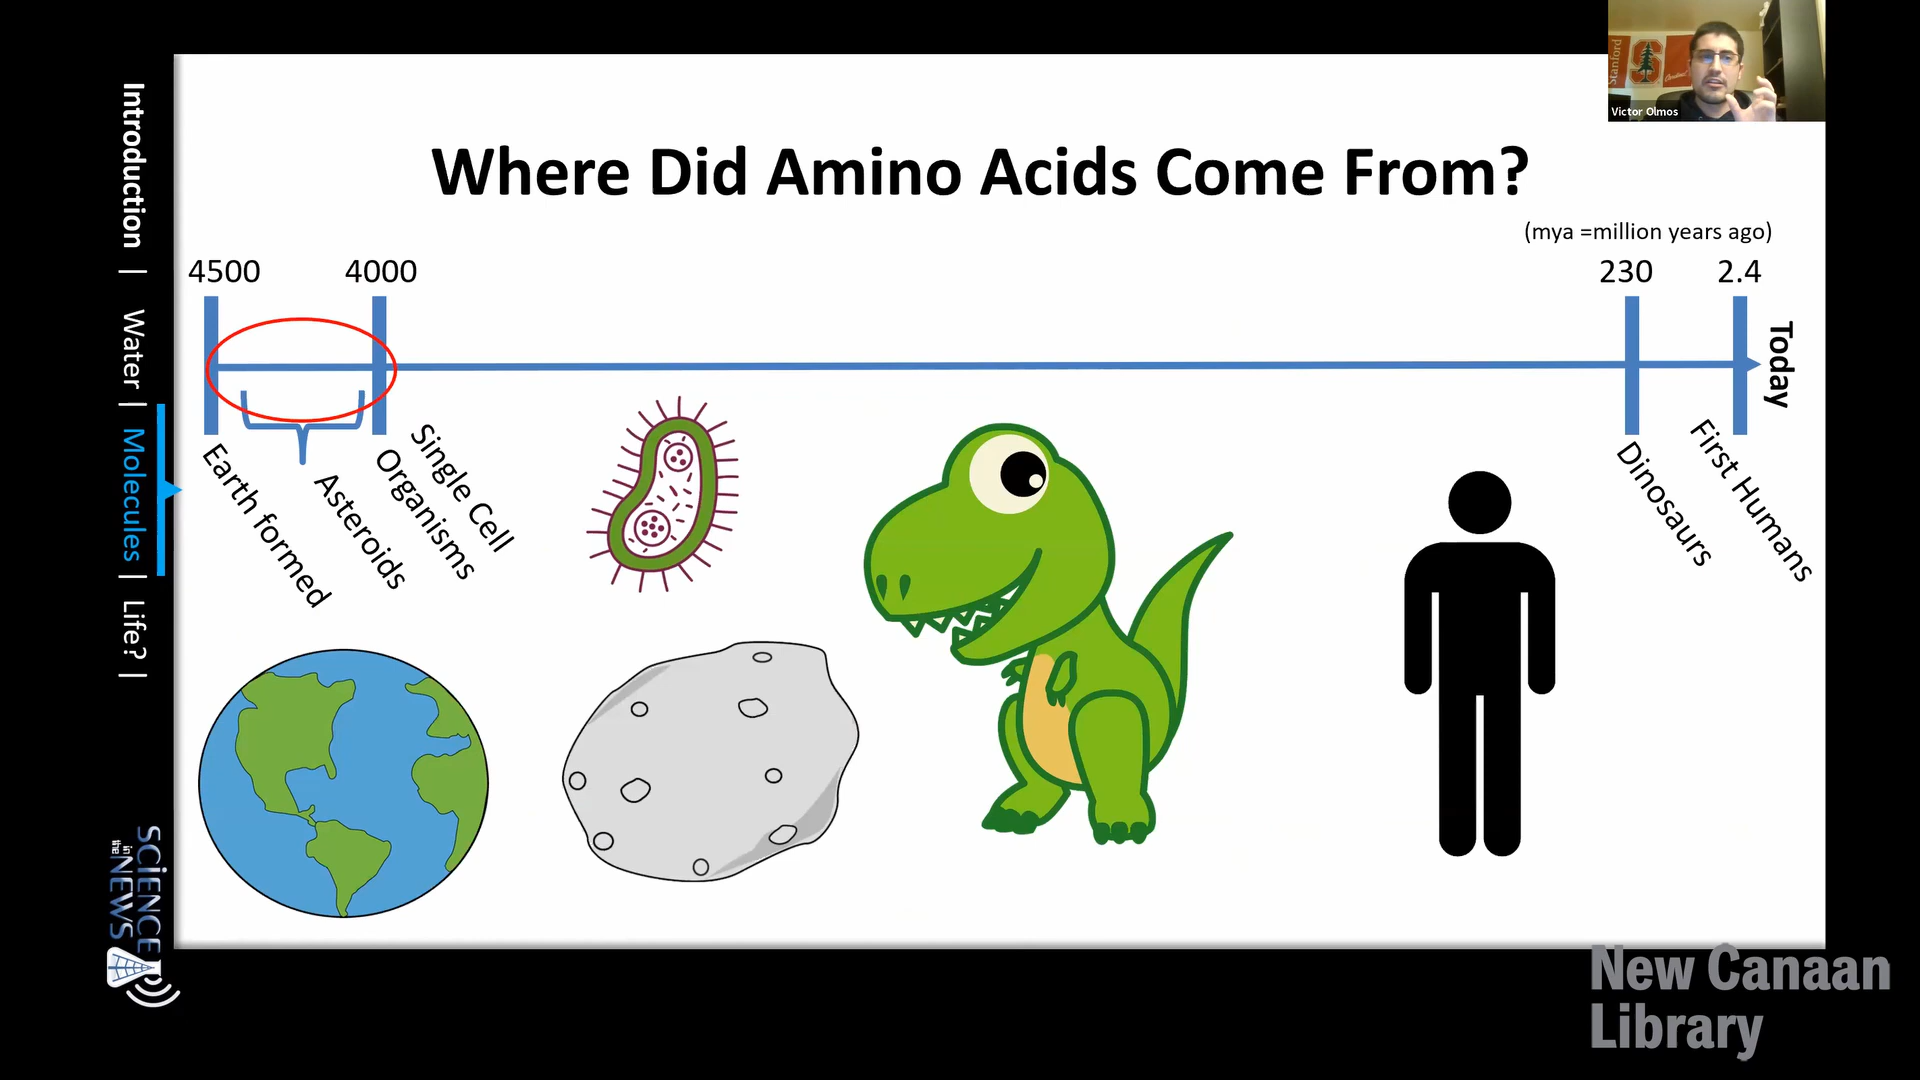 Introduction |
Water |
Molecules |
Life? |
SCIENCE
in the NEWS
Where Did Amino Acids Come From?
(mya =million years ago)
4500
4000
230
2.4
Today
Earth formed
Asteroids
Single Cell
Organisms
Dinosaurs
First Humans
Stanford
S
Cardinal
Victor Olmos
New Canaan
Library